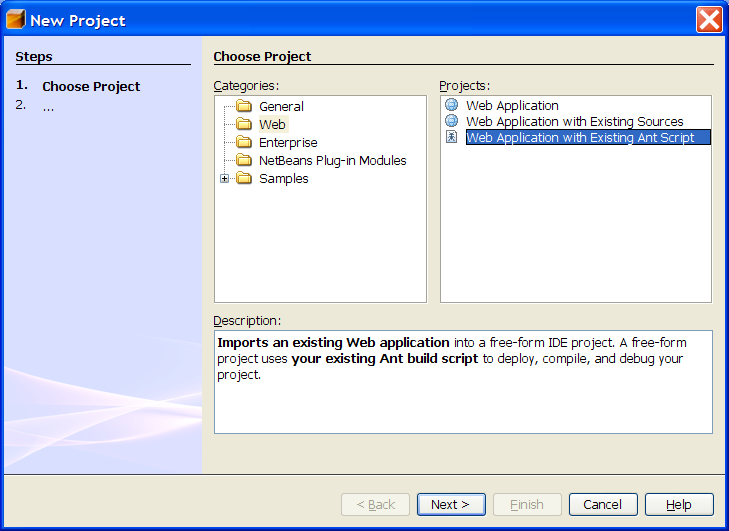 New Project
Steps
1. Choose Project
2. ...
Choose Project
Categories:
General
Web
Enterprise
NetBeans Plug-in Modules
Samples
Projects:
Web Application
Web Application with Existing Sources
Web Application with Existing Ant Script
Description:
Imports an existing Web application into a free-form IDE project. A free-form
project uses your existing Ant build script to deploy, compile, and debug your
project.
< Back
Next >
Finish
Cancel
Help